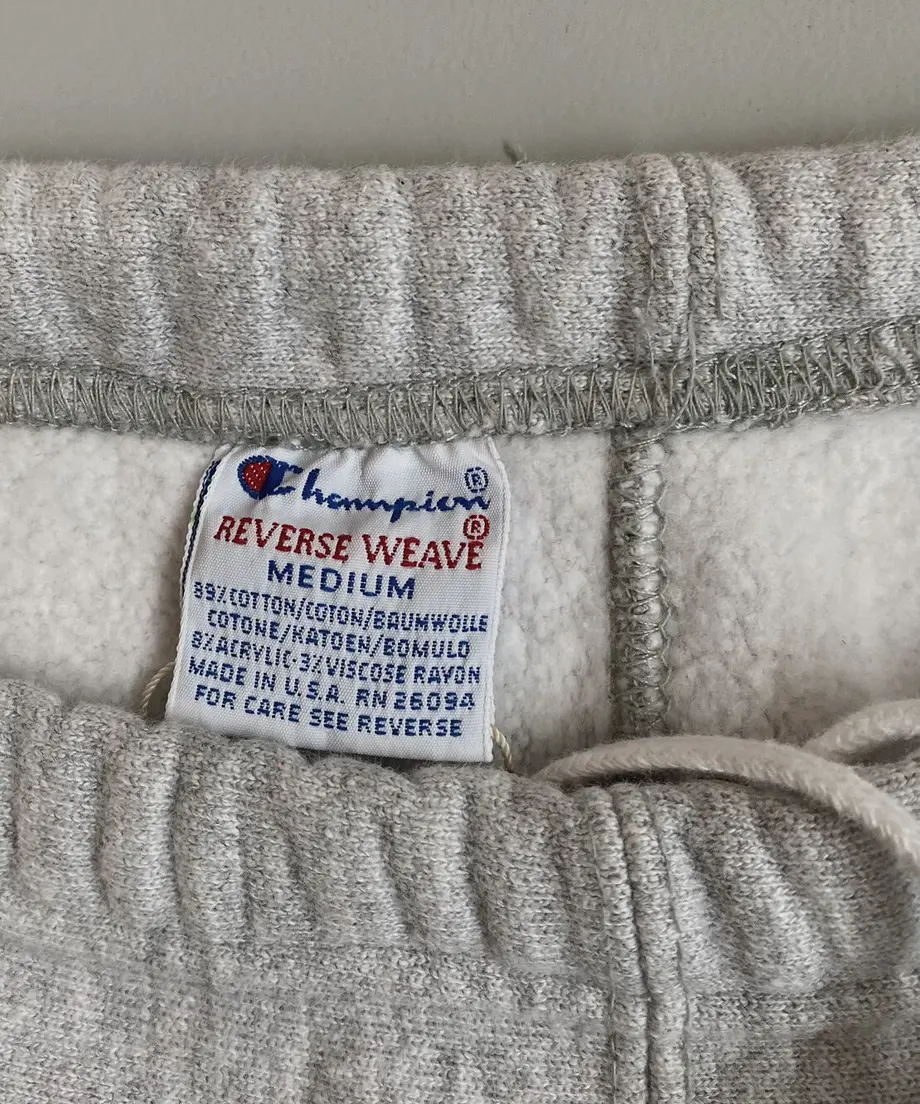 Champion®
REVERSE WEAVE®
MEDIUM
89% COTTON/COTON/BAUMWOLLE
COTONE/KATOEN/BOMULD
8% ACRYLIC-3% VISCOSE RAYON
MADE IN U.S.A. RN 26094
FOR CARE SEE REVERSE